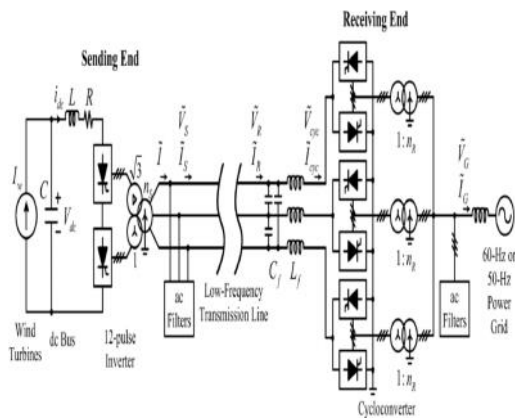 Receiving End
Sending End
i_dc L R
I_w
C
+
V_dc
-
√3
n_S
1
Ĩ
Ṽ_S
Ĩ_S
Ṽ_R
Ĩ_R
Ṽ_cyc
Ĩ_cyc
1:n_R
1:n_R
1:n_R
Ṽ_G
Ĩ_G
C_f L_f
ac
Filters
Low-Frequency
Transmission Line
ac
Filters
60-Hz or
50-Hz
Power
Grid
Wind
Turbines
dc Bus
12-pulse
Inverter
Cycloconverter